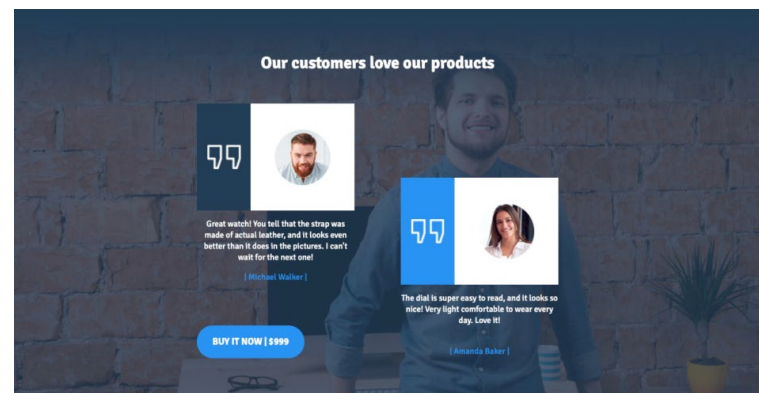 Our customers love our products
Great watch! You tell that the strap was
made of actual leather, and it looks even
better than it does in the pictures. I can't
wait for the next one!
| Michael Walker |
The dial is super easy to read, and it looks so
nice! Very light comfortable to wear every
day. Love it!
| Amanda Baker |
BUY IT NOW | $999